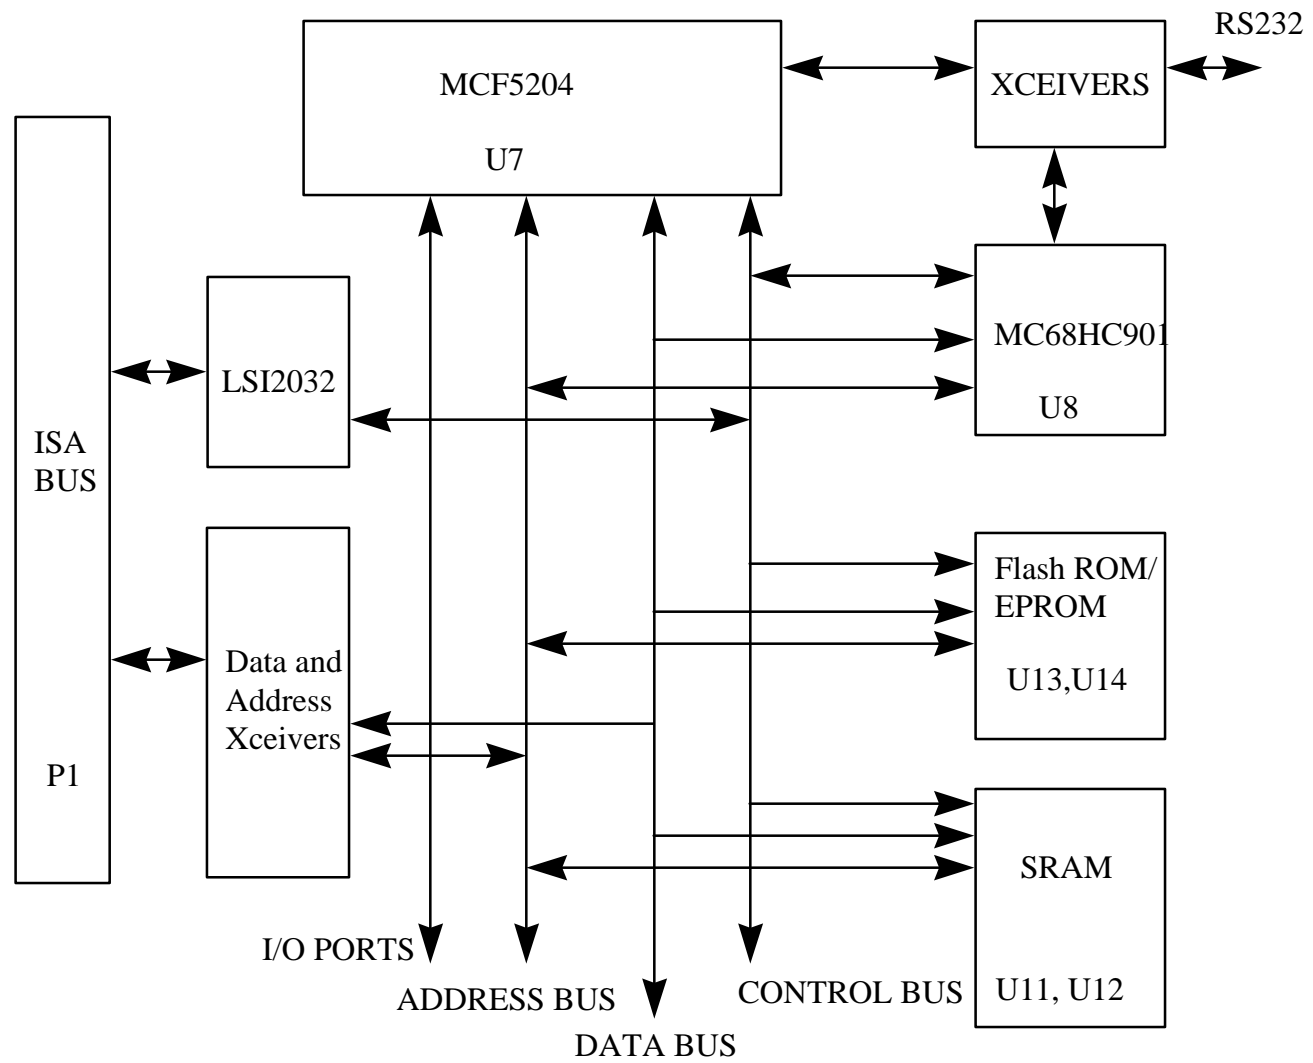 RS232
MCF5204
U7
XCEIVERS
MC68HC901
U8
LSI2032
ISA
BUS
P1
Data and
Address
Xceivers
Flash ROM/
EPROM
U13,U14
SRAM
U11, U12
I/O PORTS
ADDRESS BUS
DATA BUS
CONTROL BUS